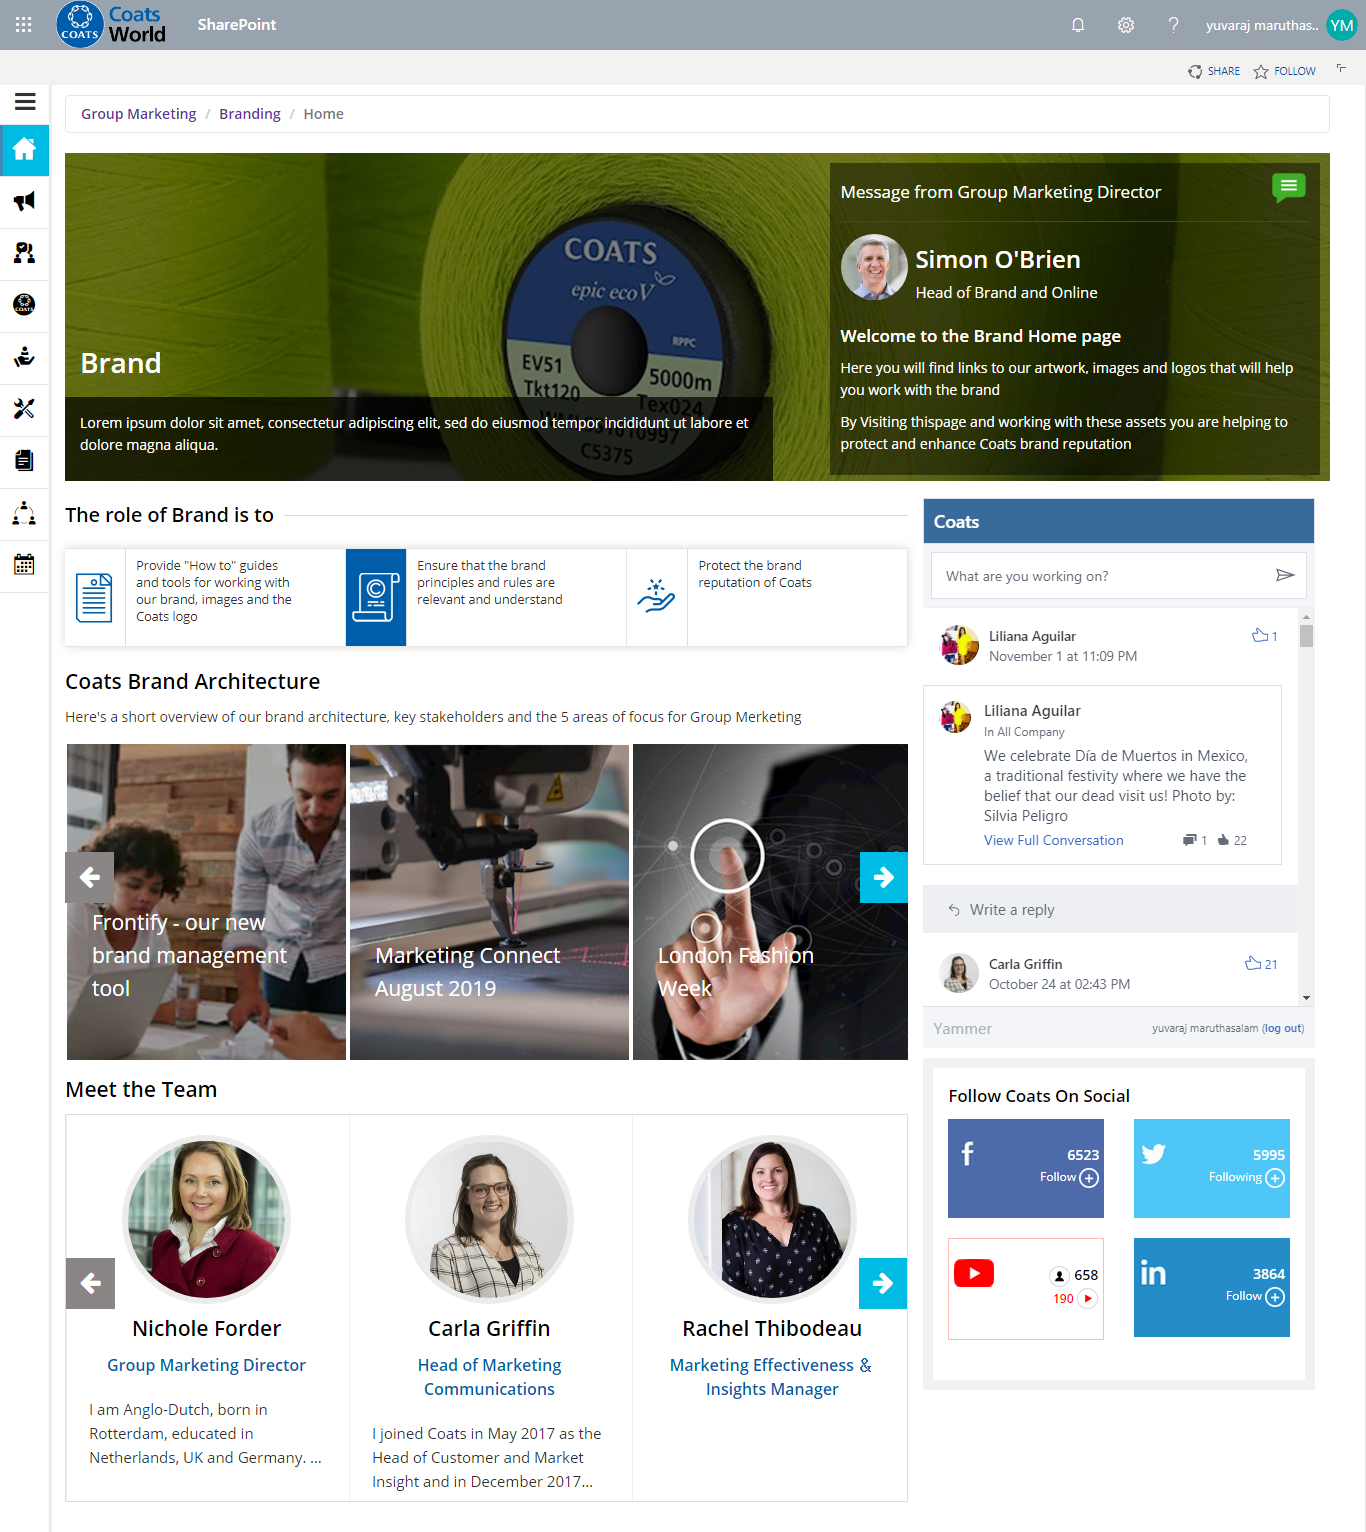 COATS
Coats
World
SharePoint
yuvaraj maruthas..
YM
SHARE
FOLLOW
Group Marketing / Branding / Home
COATS
epic ecoV
RPPC
EV51
Tkt120
5000m
Tex024
C5375
Brand
Lorem ipsum dolor sit amet, consectetur adipiscing elit, sed do eiusmod tempor incididunt ut labore et
dolore magna aliqua.
Message from Group Marketing Director
Simon O'Brien
Head of Brand and Online
Welcome to the Brand Home page
Here you will find links to our artwork, images and logos that will help
you work with the brand
By Visiting thispage and working with these assets you are helping to
protect and enhance Coats brand reputation
The role of Brand is to
Provide "How to" guides
and tools for working with
our brand, images and the
Coats logo
Ensure that the brand
principles and rules are
relevant and understand
Protect the brand
reputation of Coats
Coats Brand Architecture
Here's a short overview of our brand architecture, key stakeholders and the 5 areas of focus for Group Merketing
Frontify - our new
brand management
tool
Marketing Connect
August 2019
London Fashion
Week
Meet the Team
Nichole Forder
Group Marketing Director
I am Anglo-Dutch, born in
Rotterdam, educated in
Netherlands, UK and Germany. ...
Carla Griffin
Head of Marketing
Communications
I joined Coats in May 2017 as the
Head of Customer and Market
Insight and in December 2017...
Rachel Thibodeau
Marketing Effectiveness &
Insights Manager
Coats
What are you working on?
Liliana Aguilar
1
November 1 at 11:09 PM
Liliana Aguilar
In All Company
We celebrate Día de Muertos in Mexico,
a traditional festivity where we have the
belief that our dead visit us! Photo by:
Silvia Peligro
View Full Conversation
1
22
Write a reply
Carla Griffin
21
October 24 at 02:43 PM
Yammer
yuvaraj maruthasalam (log out)
Follow Coats On Social
6523
Follow
5995
Following
658
190
3864
Follow